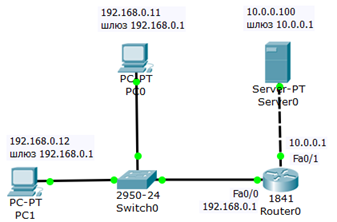 192.168.0.11
шлюз 192.168.0.1
PC-PT
PC0
10.0.0.100
шлюз 10.0.0.1
Server-PT
Server0
192.168.0.12
шлюз 192.168.0.1
PC-PT
PC1
2950-24
Switch0
Fa0/0
192.168.0.1
10.0.0.1
Fa0/1
1841
Router0